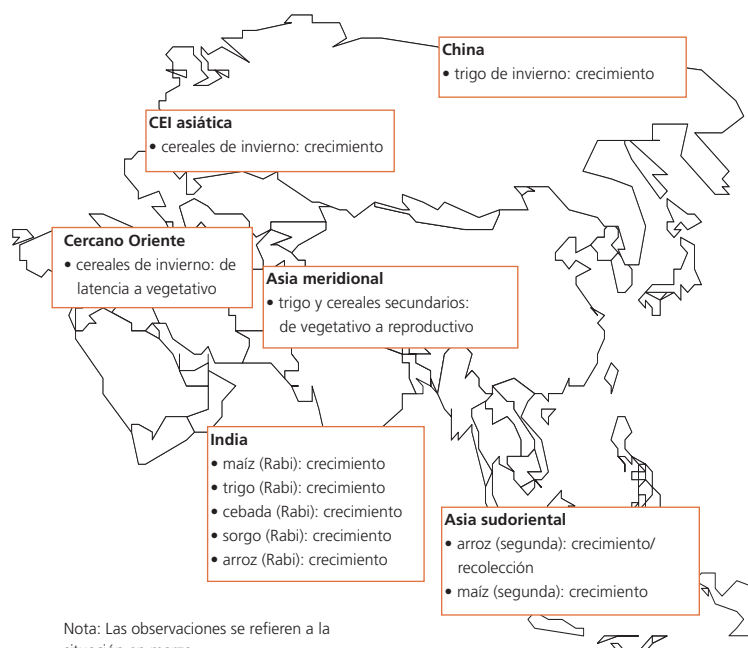 China
• trigo de invierno: crecimiento
CEI asiática
• cereales de invierno: crecimiento
Cercano Oriente
• cereales de invierno: de
latencia a vegetativo
Asia meridional
• trigo y cereales secundarios:
de vegetativo a reproductivo
India
• maíz (Rabi): crecimiento
• trigo (Rabi): crecimiento
• cebada (Rabi): crecimiento
• sorgo (Rabi): crecimiento
• arroz (Rabi): crecimiento
Asia sudoriental
• arroz (segunda): crecimiento/
recolección
• maíz (segunda): crecimiento
Nota: Las observaciones se refieren a la
situación en marzo